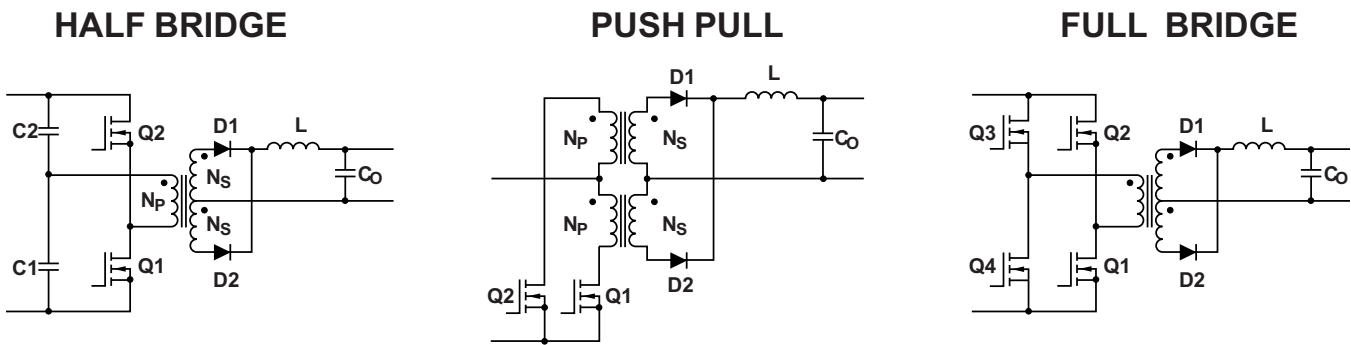 HALF BRIDGE
C2
Q2
D1
L
NS
CO
NP
NS
C1
Q1
D2
PUSH PULL
D1
L
NP
NS
CO
NP
NS
Q2
Q1
D2
FULL BRIDGE
Q3
Q2
D1
L
CO
Q4
Q1
D2